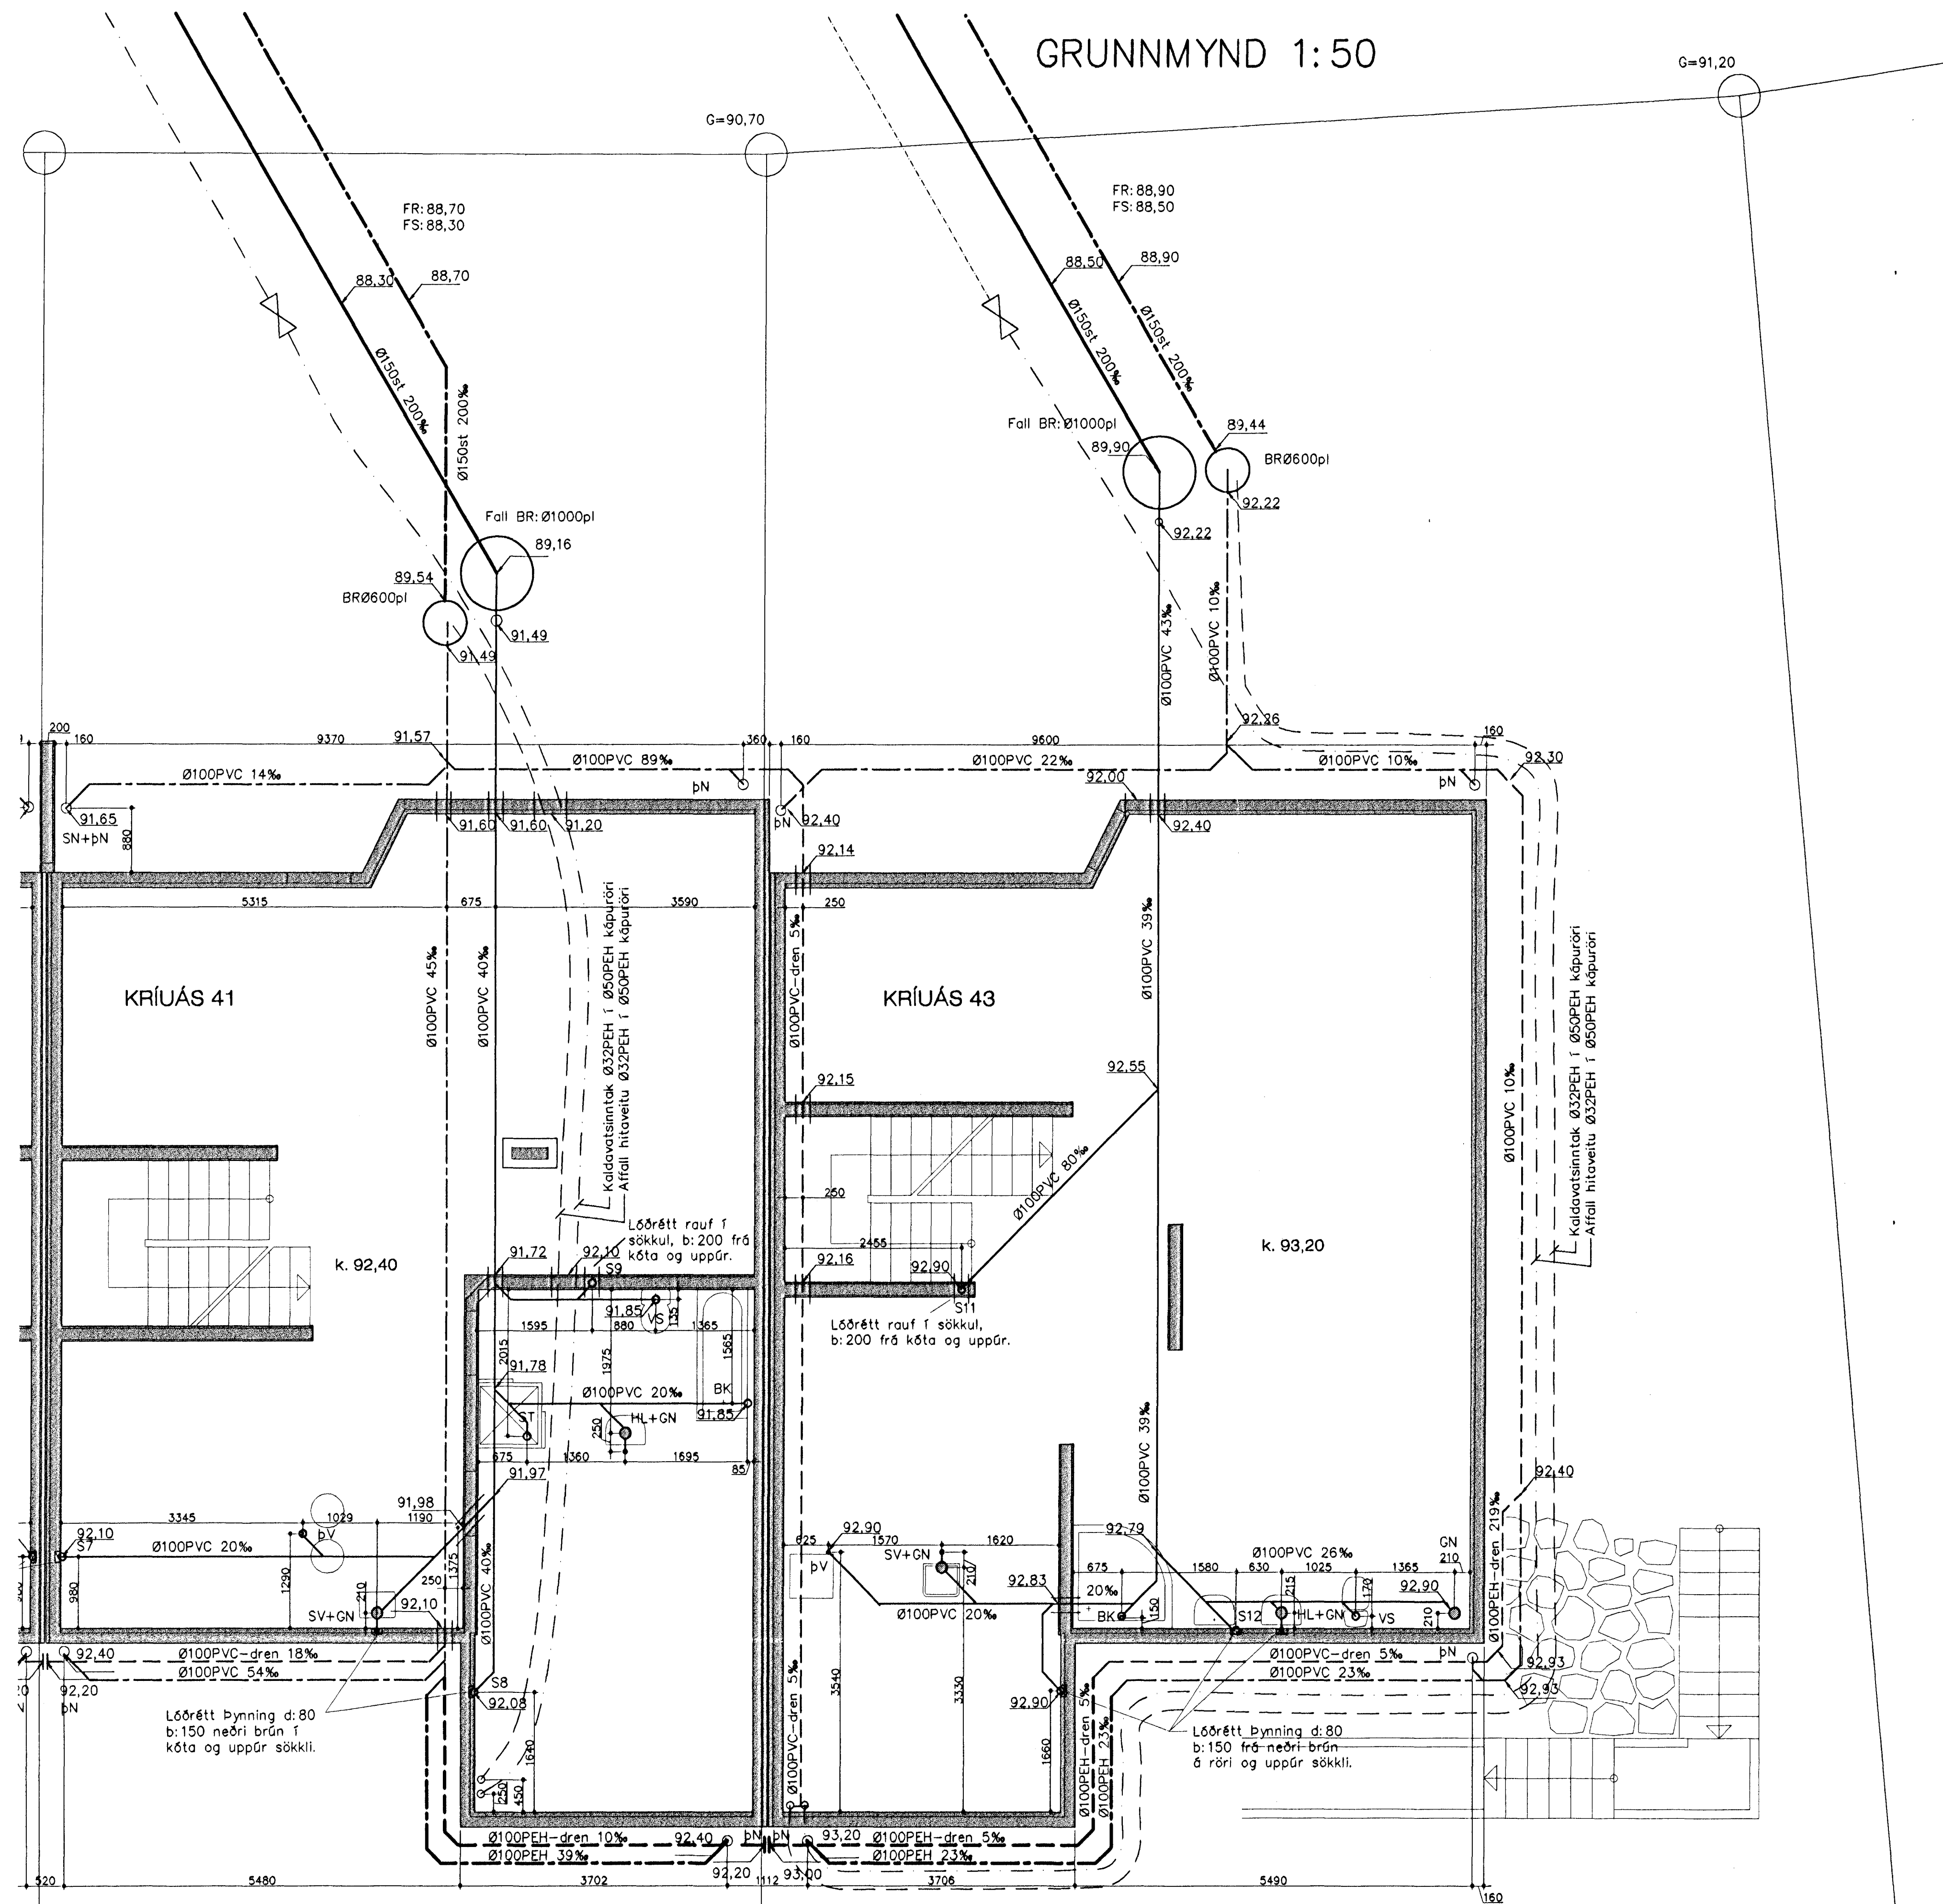 GRUNNMYND 1:50
G=91,20
G=90,70
FR:88,70
FS:88,30
FR:88,90
FS:88,50
88,30
88,70
88,50
88,90
Ø150st 200‰
Ø150st 200‰
Ø150st 200‰
Ø150st 200‰
Fall BR:Ø1000pl
89,90
89,44
BRØ600pl
92,22
92,22
Fall BR:Ø1000pl
89,16
89,54
BRØ600pl
91,49
91,49
Ø100PVC 43‰
Ø100PVC 10‰
92,26
200
160
9370
91,57
360
160
9600
160
92,30
Ø100PVC 14‰
Ø100PVC 89‰
Ø100PVC 22‰
Ø100PVC 10‰
þN
þN
þN
92,00
91,65
SN+þN
880
91,60
91,60
91,20
92,40
92,40
92,14
5315
675
3590
250
Ø100PVC 45‰
Ø100PVC 40‰
Kaldavatsinntak Ø32PEH í Ø50PEH kápuröri
Affall hitaveitu Ø32PEH í Ø50PEH kápuröri
Ø100PVC-dren 5‰
Ø100PVC 39‰
Kaldavatsinntak Ø32PEH í Ø50PEH kápuröri
Affall hitaveitu Ø32PEH í Ø50PEH kápuröri
KRÍUÁS 41
KRÍUÁS 43
92,15
92,55
Ø100PVC 10‰
Ø100PVC 80‰
250
2455
k. 92,40
k. 93,20
Lóðrétt rauf í
sökkul, b:200 frá
kóta og uppúr.
91,72
92,10
S9
92,16
92,90
S11
Lóðrétt rauf í sökkul,
b:200 frá kóta og uppúr.
91,85
VS
135
1595
880
1365
2015
1975
1565
91,78
Ø100PVC 20‰
BK
ST
HL+GN
91,85
250
675
1360
1695
85
91,97
Ø100PVC 39‰
92,40
91,98
3345
1029
1190
92,10
S7
þV
Ø100PVC 20‰
1375
980
1290
210
250
SV+GN
92,10
Ø100PVC 40‰
625
92,90
1570
1620
SV+GN
þV
210
92,83
Ø100PVC 20‰
20‰
92,79
675
1580
630
1025
1365
Ø100PVC 26‰
GN
210
92,90
215
170
150
210
BK
S12
HL+GN
VS
Ø100PEH-dren 219‰
92,40
Ø100PVC-dren 18‰
Ø100PVC 54‰
20
92,20
þN
S8
92,08
Lóðrétt Þynning d:80
b:150 neðri brún í
kóta og uppúr sökkli.
1640
250
450
Ø100PVC-dren 5‰
3540
3330
92,90
1660
Ø100PVC-dren 5‰
Ø100PVC 23‰
þN
92,93
92,93
Ø100PEH-dren 5‰
Ø100PEH 23‰
Lóðrétt Þynning d:80
b:150 frá neðri brún
á röri og uppúr sökkli.
Ø100PEH-dren 10‰
Ø100PEH 39‰
92,40
þN
þN
93,20
Ø100PEH-dren 5‰
Ø100PEH 23‰
92,20
93,00
520
5480
3702
1112
3706
5490
160